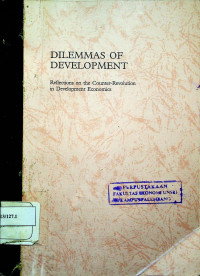 DILEMMAS OF
DEVELOPMENT
Reflections on the Counter-Revolution
in Development Economics
PERPUSTAKAAN
FAKULTAS EKONOMI UNSRI
KAMPUS PALEMBANG